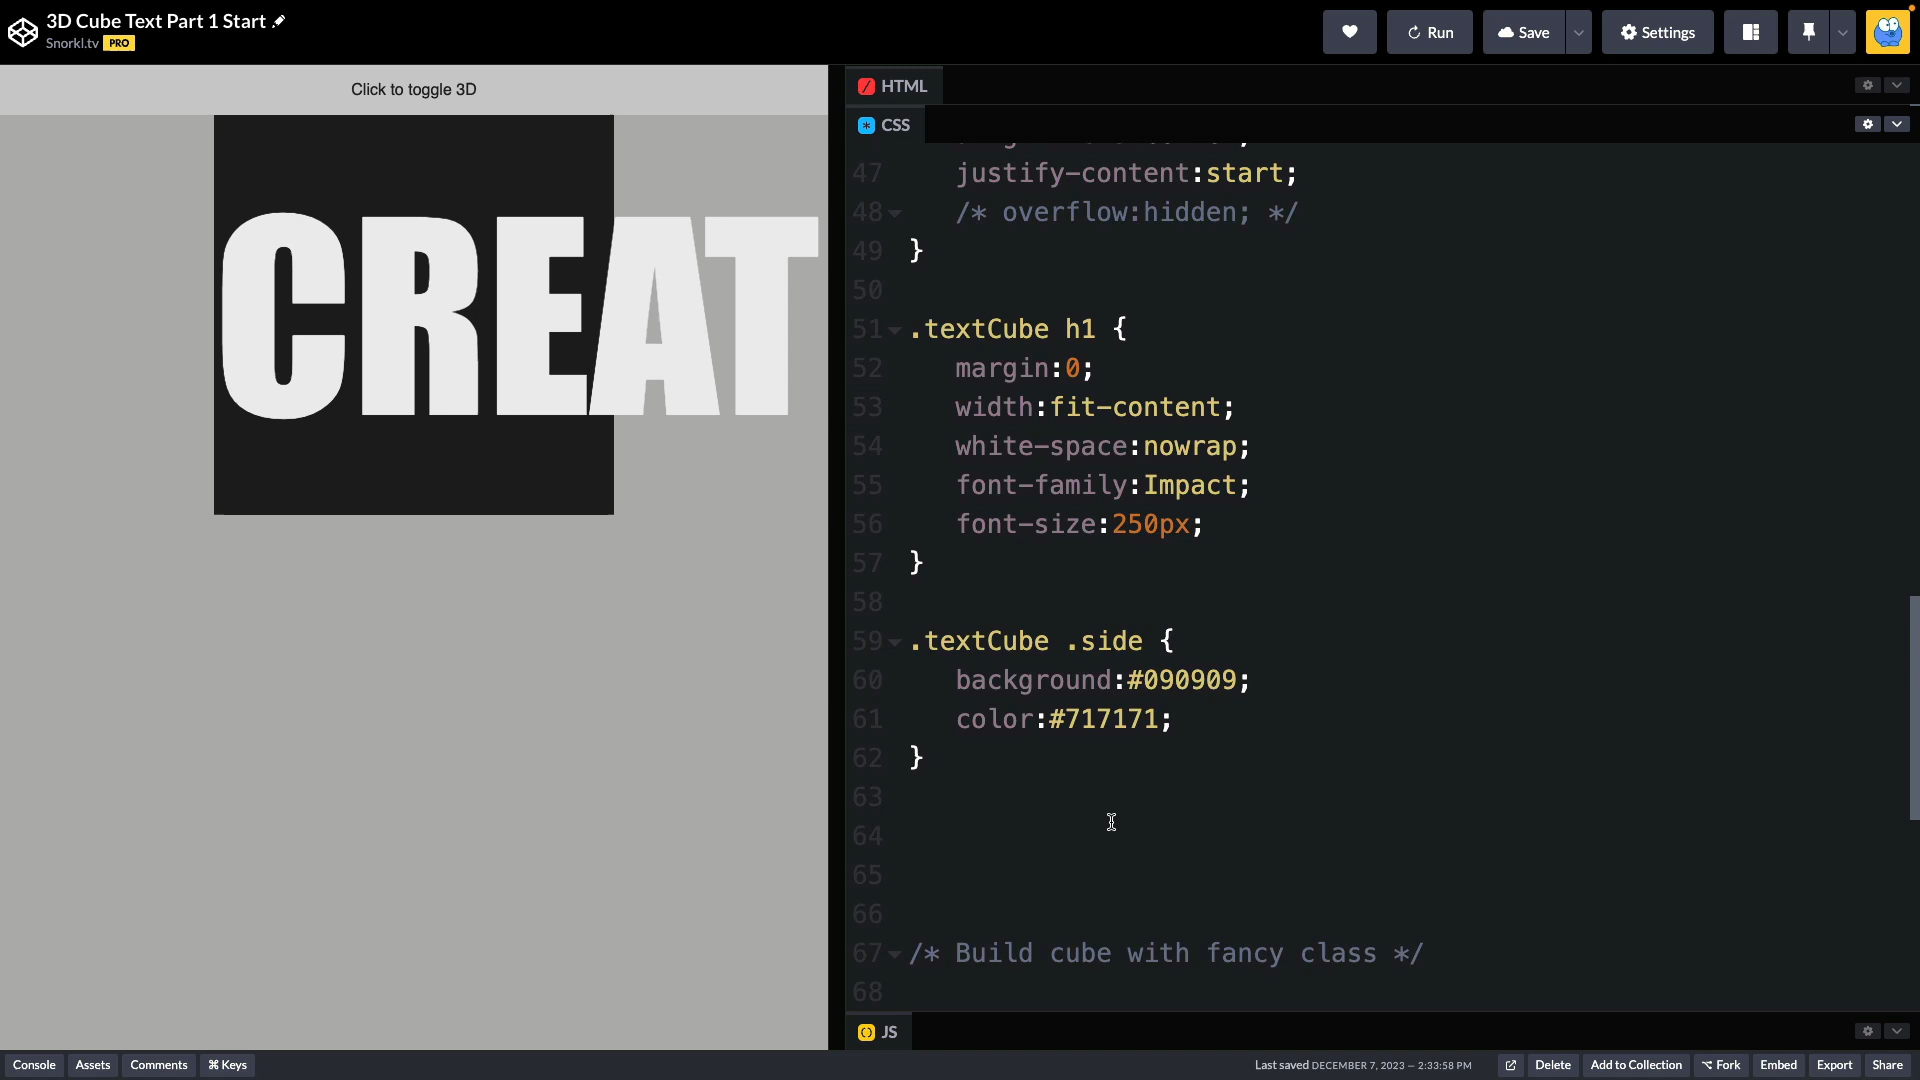 3D Cube Text Part 1 Start
Snorkl.tv PRO
Run
Save
Settings
Click to toggle 3D
CREAT
HTML
CSS
47 justify-content:start;
48 /* overflow:hidden; */
49 }
50
51 .textCube h1 {
52 margin:0;
53 width:fit-content;
54 white-space:nowrap;
55 font-family:Impact;
56 font-size:250px;
57 }
58
59 .textCube .side {
60 background:#090909;
61 color:#717171;
62 }
63
64
65
66
67 /* Build cube with fancy class */
68
JS
Console Assets Comments ⌘ Keys
Last saved DECEMBER 7, 2023 — 2:33:58 PM
Delete Add to Collection ⌥ Fork Embed Export Share